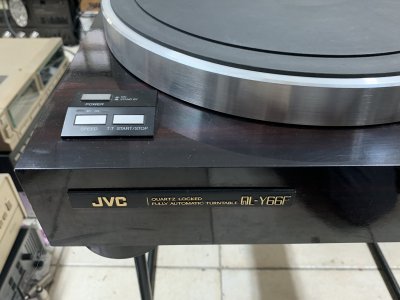 POWER
SPEED
T.T START/STOP
JVC
QUARTZ LOCKED
FULLY AUTOMATIC TURNTABLE
QL-Y66F